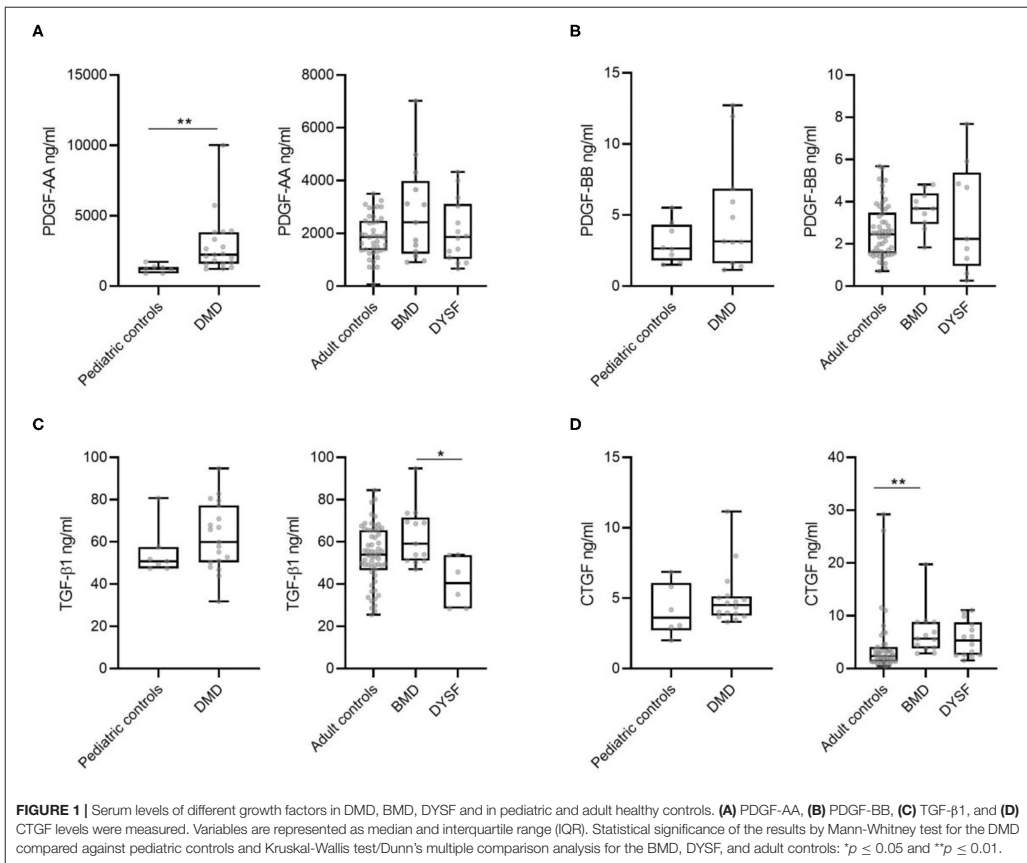 A
B
PDGF-AA ng/ml
15000
10000
5000
0
**
Pediatric controls
DMD
PDGF-AA ng/ml
8000
6000
4000
2000
0
Adult controls
BMD
DYSF
PDGF-BB ng/ml
15
10
5
0
Pediatric controls
DMD
PDGF-BB ng/ml
10
8
6
4
2
0
Adult controls
BMD
DYSF
C
D
TGF-β1 ng/ml
100
80
60
40
20
0
Pediatric controls
DMD
TGF-β1 ng/ml
100
80
60
40
20
0
*
Adult controls
BMD
DYSF
CTGF ng/ml
15
10
5
0
Pediatric controls
DMD
CTGF ng/ml
40
30
20
10
0
**
Adult controls
BMD
DYSF
FIGURE 1 | Serum levels of different growth factors in DMD, BMD, DYSF and in pediatric and adult healthy controls. (A) PDGF-AA, (B) PDGF-BB, (C) TGF-β1, and (D)
CTGF levels were measured. Variables are represented as median and interquartile range (IQR). Statistical significance of the results by Mann-Whitney test for the DMD
compared against pediatric controls and Kruskal-Wallis test/Dunn's multiple comparison analysis for the BMD, DYSF, and adult controls: *p ≤ 0.05 and **p ≤ 0.01.